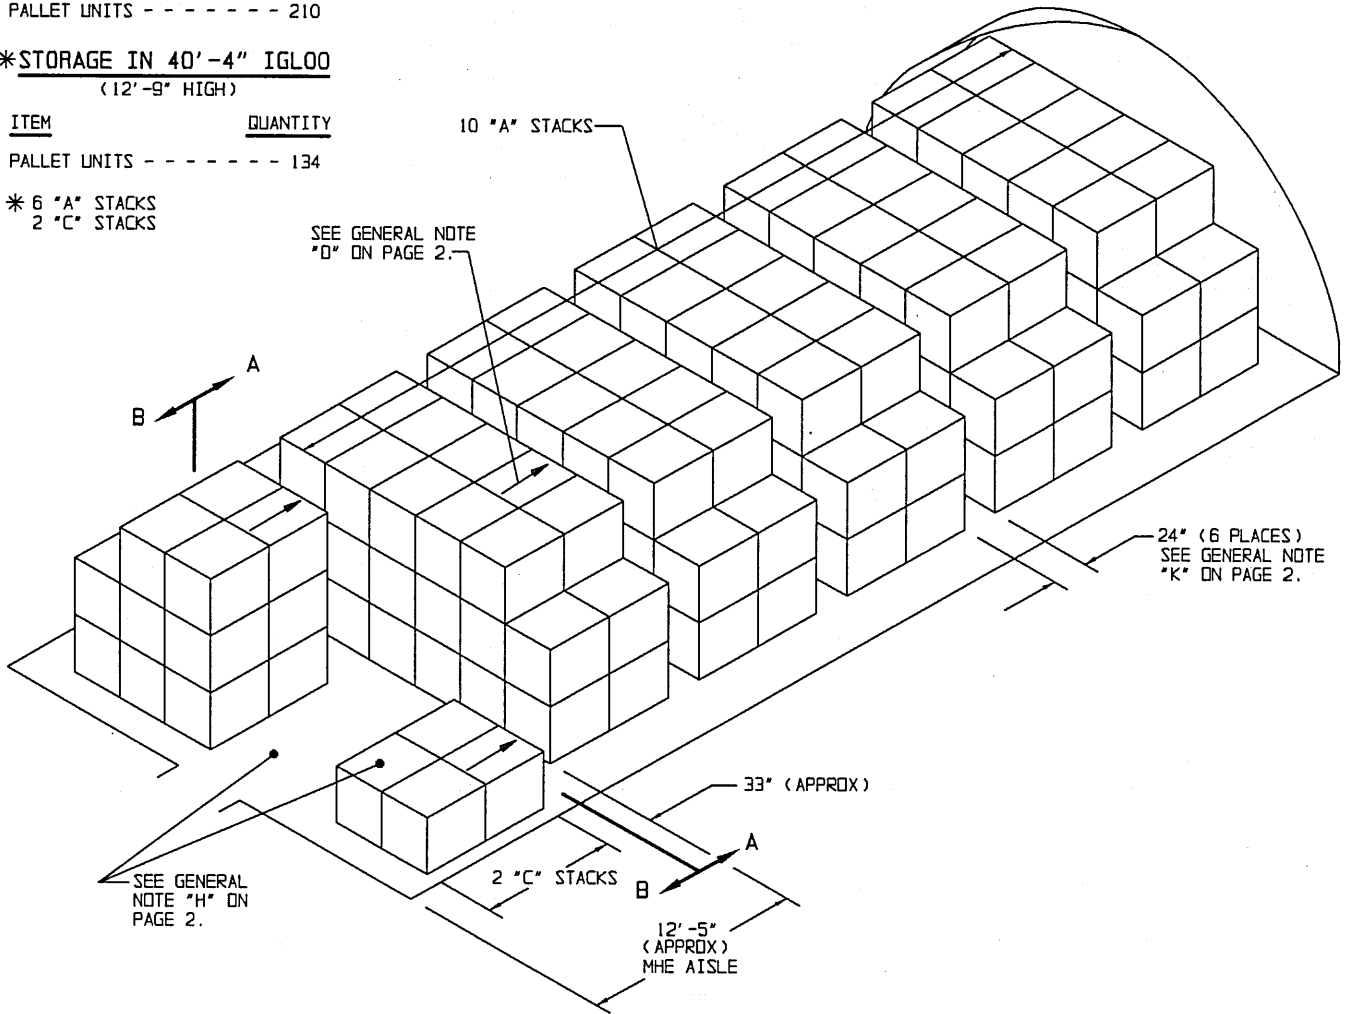 PALLET UNITS - - - - - - - 210
*STORAGE IN 40'-4" IGLOO
(12'-9" HIGH)
ITEM QUANTITY
PALLET UNITS - - - - - - - 134
* 6 "A" STACKS
2 "C" STACKS
10 "A" STACKS
SEE GENERAL NOTE
"D" ON PAGE 2.
A
B
24" (6 PLACES)
SEE GENERAL NOTE
"K" ON PAGE 2.
33" (APPROX)
A
B
2 "C" STACKS
SEE GENERAL
NOTE "H" ON
PAGE 2.
12'-5"
(APPROX)
MHE AISLE